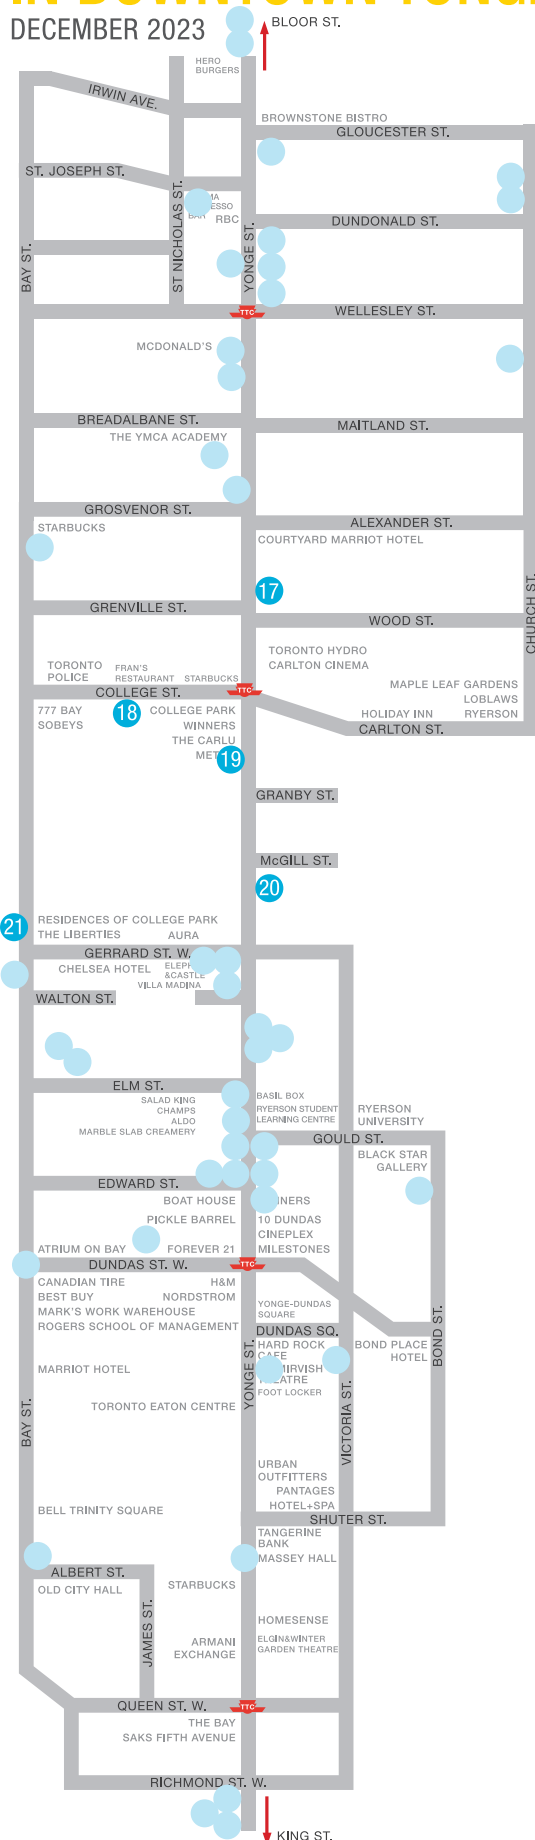 IN DOWNTOWN YONGE
DECEMBER 2023
BLOOR ST.
HERO
BURGERS
IRWIN AVE.
BROWNSTONE BISTRO
GLOUCESTER ST.
ST. JOSEPH ST.
ST NICHOLAS ST.
RBC
DUNDONALD ST.
BAY ST.
YONGE ST.
TTC
WELLESLEY ST.
MCDONALD'S
BREADALBANE ST.
MAITLAND ST.
THE YMCA ACADEMY
GROSVENOR ST.
ALEXANDER ST.
STARBUCKS
COURTYARD MARRIOT HOTEL
17
CHURCH ST.
GRENVILLE ST.
WOOD ST.
TORONTO HYDRO
CARLTON CINEMA
TORONTO
POLICE
FRAN'S
RESTAURANT
STARBUCKS
TTC
COLLEGE ST.
MAPLE LEAF GARDENS
LOBLAWS
HOLIDAY INN RYERSON
CARLTON ST.
777 BAY
SOBEYS
18
COLLEGE PARK
WINNERS
THE CARLU
19
GRANBY ST.
McGILL ST.
20
21
RESIDENCES OF COLLEGE PARK
THE LIBERTIES AURA
GERRARD ST. W.
CHELSEA HOTEL
&CASTLE
VILLA MADINA
WALTON ST.
ELM ST.
SALAD KING
CHAMPS
ALDO
MARBLE SLAB CREAMERY
BASIL BOX
RYERSON STUDENT
LEARNING CENTRE
RYERSON
UNIVERSITY
GOULD ST.
BLACK STAR
GALLERY
EDWARD ST.
BOAT HOUSE
PICKLE BARREL
10 DUNDAS
CINEPLEX
MILESTONES
ATRIUM ON BAY FOREVER 21
DUNDAS ST. W.
TTC
CANADIAN TIRE H&M
BEST BUY NORDSTROM
MARK'S WORK WAREHOUSE
ROGERS SCHOOL OF MANAGEMENT
YONGE-DUNDAS
SQUARE
DUNDAS SQ.
BOND ST.
HARD ROCK
CAFE
MIRVISH
FOOT LOCKER
BOND PLACE
HOTEL
MARRIOT HOTEL
YONGE ST.
VICTORIA ST.
BAY ST.
TORONTO EATON CENTRE
URBAN
OUTFITTERS
PANTAGES
HOTEL+SPA
BELL TRINITY SQUARE
SHUTER ST.
TANGERINE
BANK
MASSEY HALL
ALBERT ST.
OLD CITY HALL
STARBUCKS
JAMES ST.
HOMESENSE
ARMANI
EXCHANGE
ELGIN&WINTER
GARDEN THEATRE
QUEEN ST. W.
TTC
THE BAY
SAKS FIFTH AVENUE
RICHMOND ST. W.
KING ST.